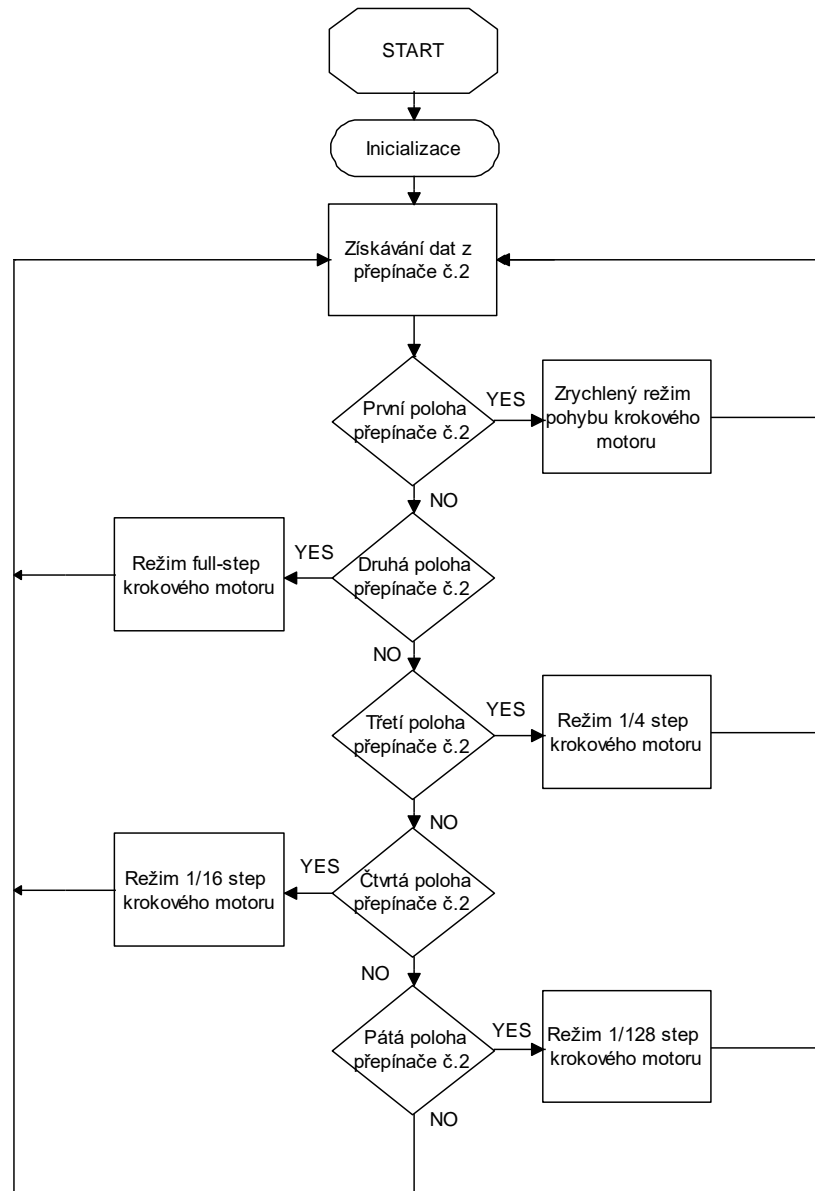 START
Inicializace
Získávání dat z
přepínače č.2
První poloha
přepínače č.2
YES
Zrychlený režim
pohybu krokového
motoru
NO
Druhá poloha
přepínače č.2
YES
Režim full-step
krokového motoru
NO
Třetí poloha
přepínače č.2
YES
Režim 1/4 step
krokového motoru
NO
Čtvrtá poloha
přepínače č.2
YES
Režim 1/16 step
krokového motoru
NO
Pátá poloha
přepínače č.2
YES
Režim 1/128 step
krokového motoru
NO